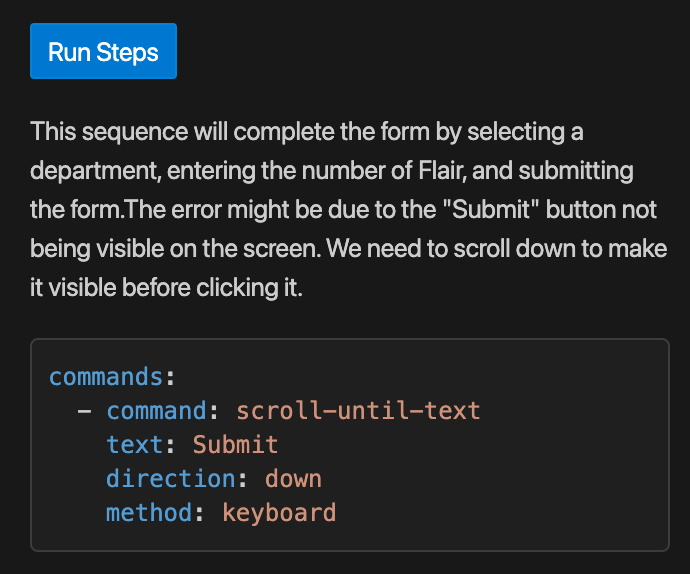 Run Steps
This sequence will complete the form by selecting a
department, entering the number of Flair, and submitting
the form.The error might be due to the "Submit" button not
being visible on the screen. We need to scroll down to make
it visible before clicking it.
commands:
  - command: scroll-until-text
    text: Submit
    direction: down
    method: keyboard